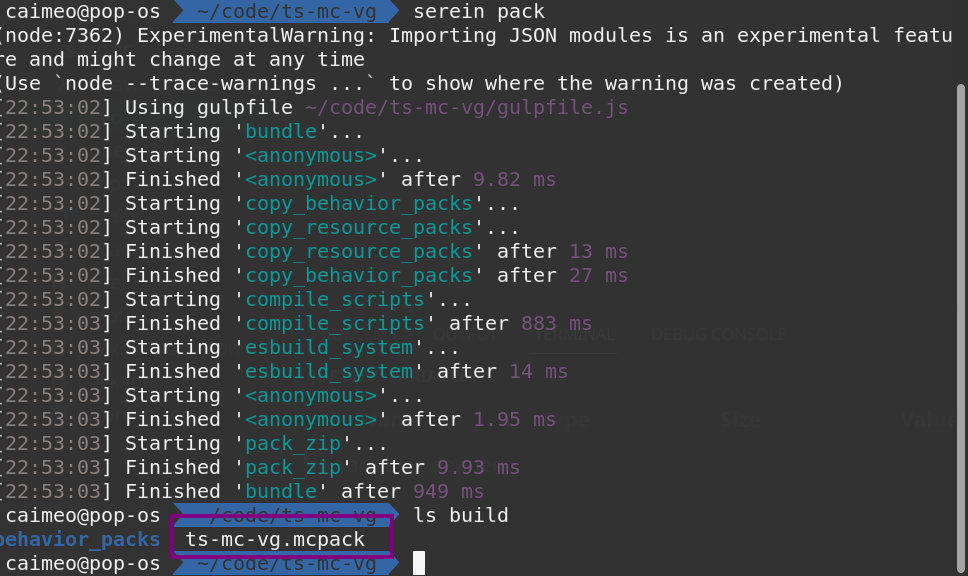 caimeo@pop-os ~/code/ts-mc-vg serein pack
(node:7362) ExperimentalWarning: Importing JSON modules is an experimental featu
re and might change at any time
(Use `node --trace-warnings ...` to show where the warning was created)
[22:53:02] Using gulpfile ~/code/ts-mc-vg/gulpfile.js
[22:53:02] Starting 'bundle'...
[22:53:02] Starting '<anonymous>'...
[22:53:02] Finished '<anonymous>' after 9.82 ms
[22:53:02] Starting 'copy_behavior_packs'...
[22:53:02] Starting 'copy_resource_packs'...
[22:53:02] Finished 'copy_resource_packs' after 13 ms
[22:53:02] Finished 'copy_behavior_packs' after 27 ms
[22:53:02] Starting 'compile_scripts'...
[22:53:03] Finished 'compile_scripts' after 883 ms
TERMINAL DEBUG CONSOLE
[22:53:03] Starting 'esbuild_system'...
[22:53:03] Finished 'esbuild_system' after 14 ms
[22:53:03] Starting '<anonymous>'...
[22:53:03] Finished '<anonymous>' after 1.95 ms
Size
[22:53:03] Starting 'pack_zip'...
[22:53:03] Finished 'pack_zip' after 9.93 ms
[22:53:03] Finished 'bundle' after 949 ms
caimeo@pop-os ~/code/ts-mc-vg ls build
behavior_packs ts-mc-vg.mcpack
caimeo@pop-os ~/code/ts-mc-vg